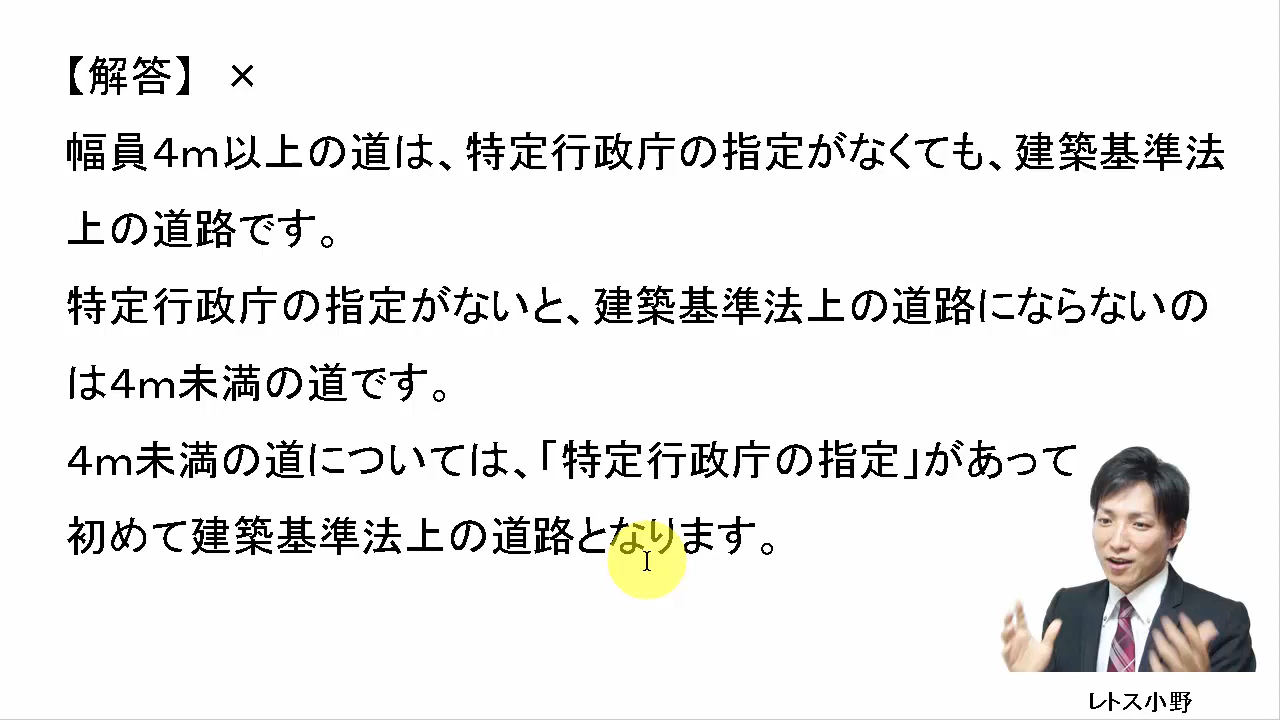 【解答】 ×
幅員４ｍ以上の道は、特定行政庁の指定がなくても、建築基準法
上の道路です。
特定行政庁の指定がないと、建築基準法上の道路にならないの
は４ｍ未満の道です。
４ｍ未満の道については、「特定行政庁の指定」があって
初めて建築基準法上の道路となります。
レトス小野